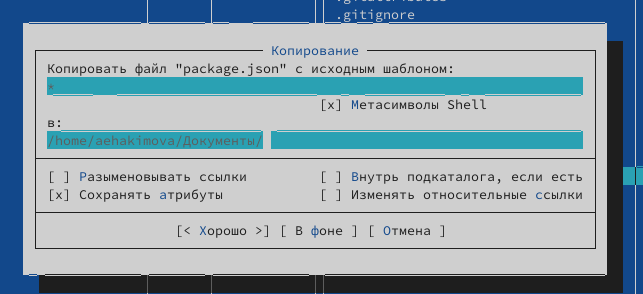 .gitignore
Копирование
Копировать файл "package.json" с исходным шаблоном:
*
[x] Метасимволы Shell
в:
/home/aehakimova/Документы/
[ ] Разыменовывать ссылки [ ] Внутрь подкаталога, если есть
[x] Сохранять атрибуты [ ] Изменять относительные ссылки
[< Хорошо >] [ В фоне ] [ Отмена ]